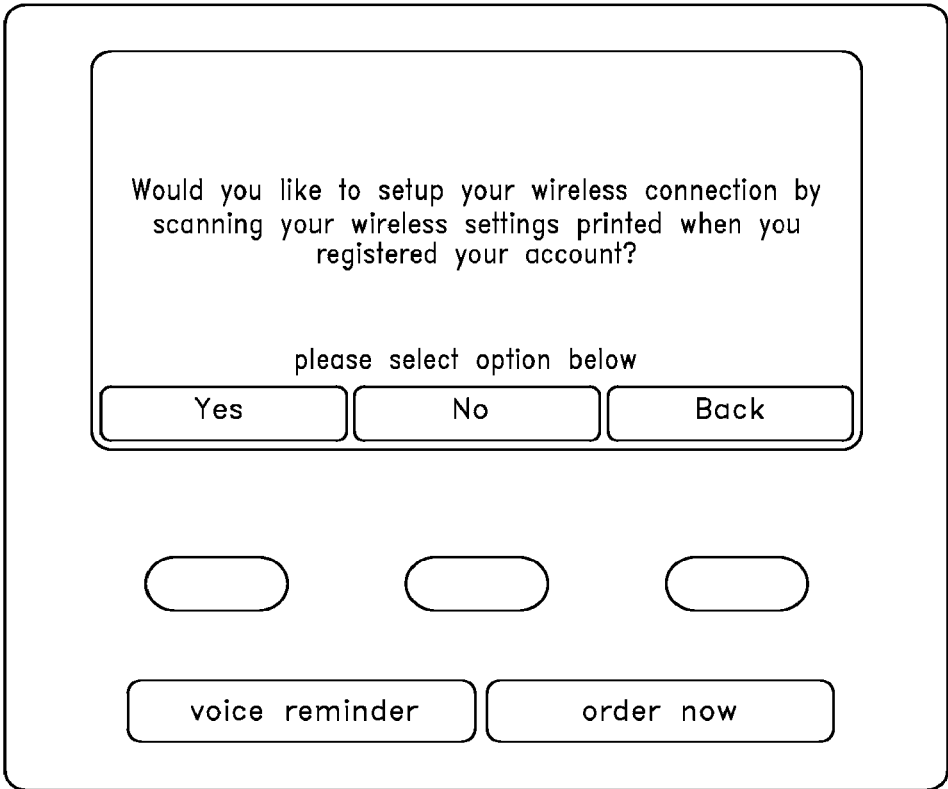 Would you like to setup your wireless connection by
scanning your wireless settings printed when you
registered your account?
please select option below
Yes No Back
voice reminder order now